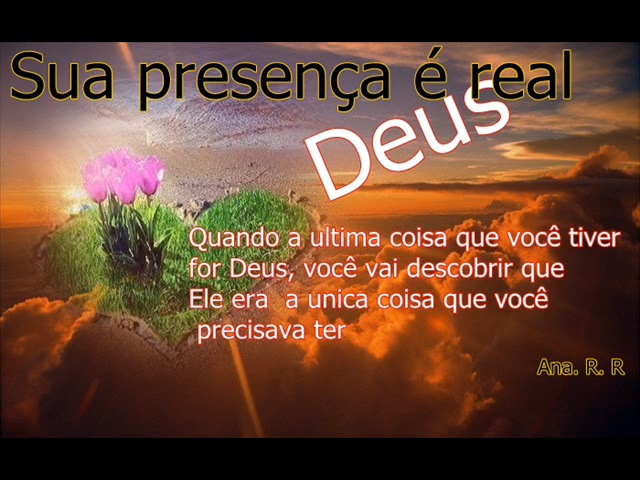 Sua presença é real
Deus
Quando a ultima coisa que você tiver
for Deus, você vai descobrir que
Ele era a unica coisa que você
precisava ter
Ana. R. R